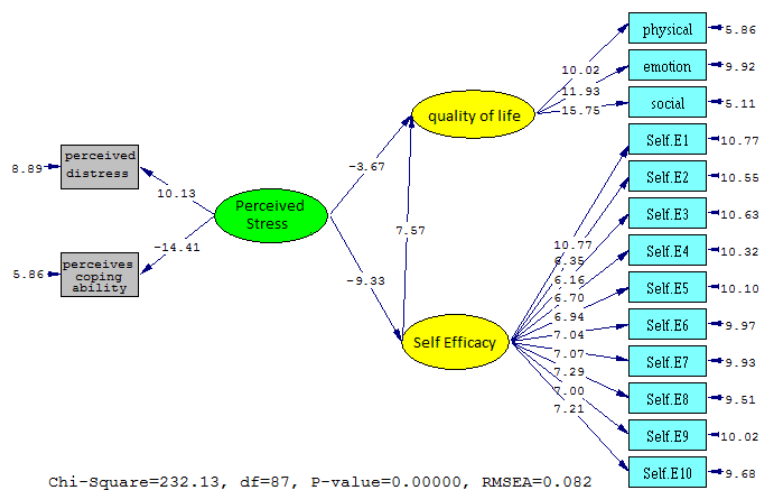 physical
5.86
10.02
emotion
9.92
11.93
quality of life
15.75
social
5.11
Self.E1
10.77
perceived
distress
8.89
-3.67
Self.E2
10.55
10.13
Perceived
Stress
Self.E3
10.63
7.57
-14.41
10.77
6.35
6.16
6.70
6.94
7.04
7.07
7.29
7.00
7.21
Self.E4
10.32
perceives
coping
ability
5.86
-9.33
Self.E5
10.10
Self Efficacy
Self.E6
9.97
Self.E7
9.93
Self.E8
9.51
Self.E9
10.02
Self.E10
9.68
Chi-Square=232.13, df=87, P-value=0.00000, RMSEA=0.082